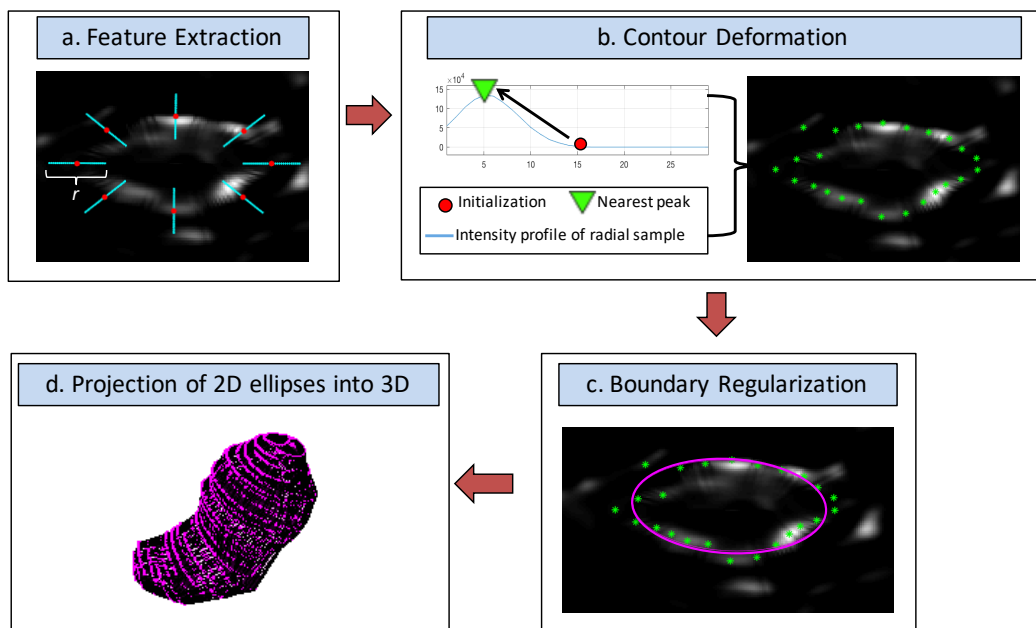 a. Feature Extraction
r
b. Contour Deformation
×10⁴
15
10
5
0
5 10 15 20 25
Initialization Nearest peak
Intensity profile of radial sample
d. Projection of 2D ellipses into 3D
c. Boundary Regularization